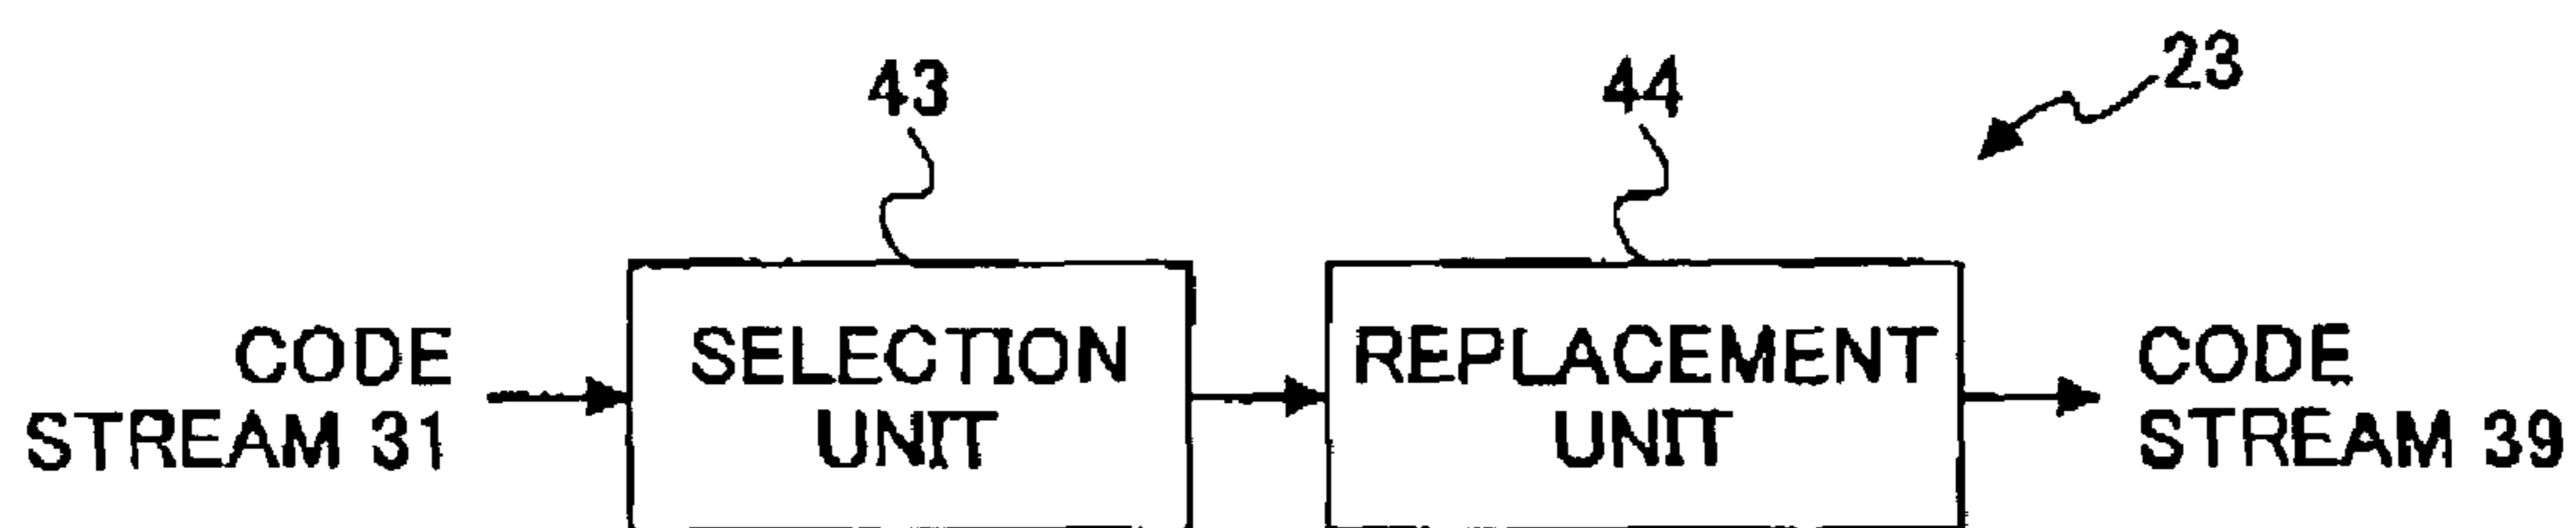 43
44
23
CODE
STREAM 31
SELECTION
UNIT
REPLACEMENT
UNIT
CODE
STREAM 39